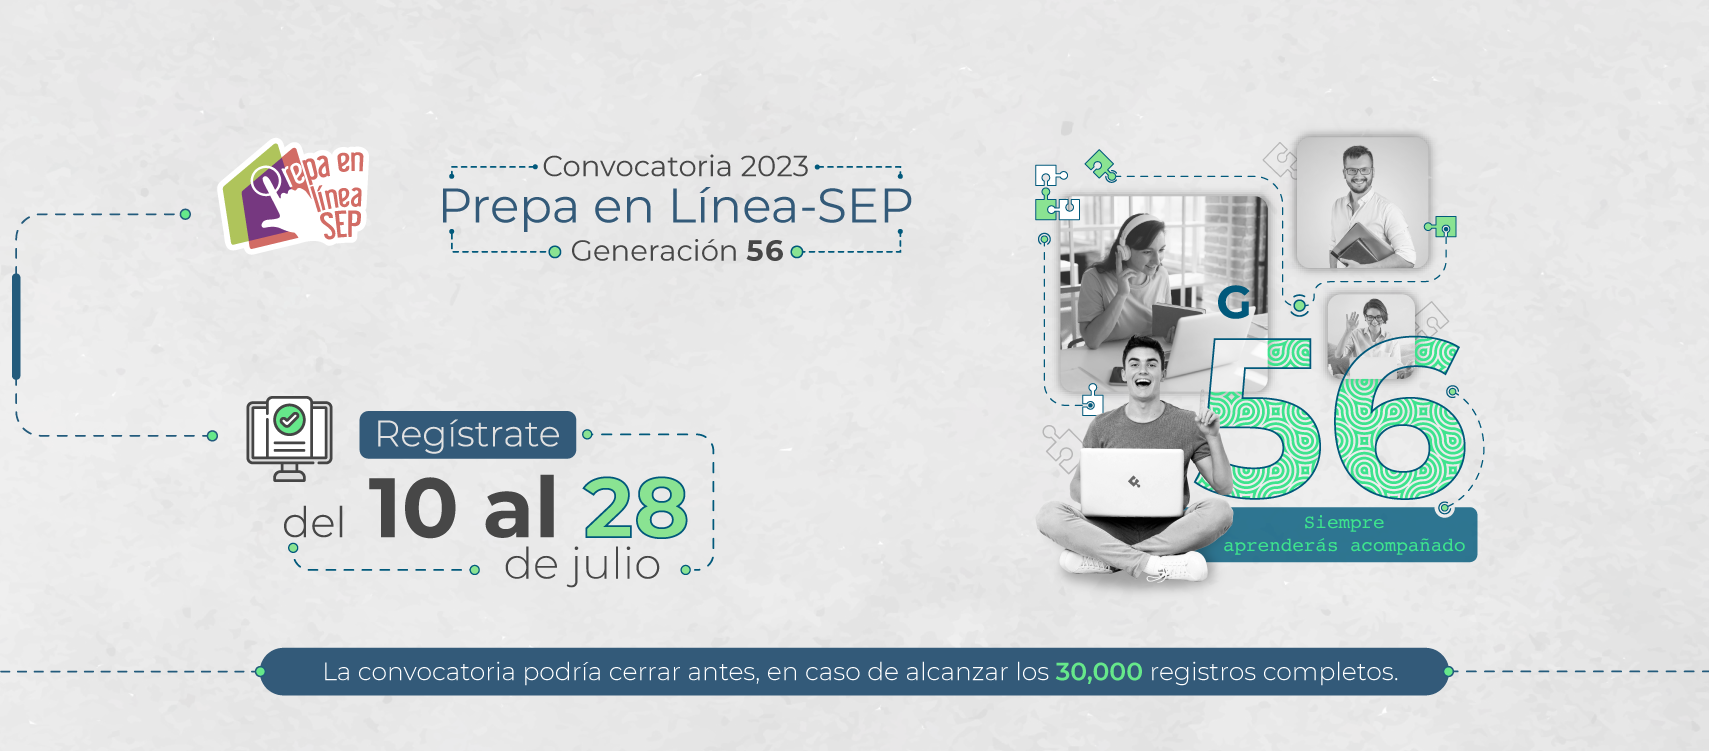 Prepa en
línea
SEP
Convocatoria 2023
Prepa en Línea-SEP
Generación 56
Regístrate
del 10 al 28
de julio
G
56
Siempre
aprenderás acompañado
La convocatoria podría cerrar antes, en caso de alcanzar los 30,000 registros completos.